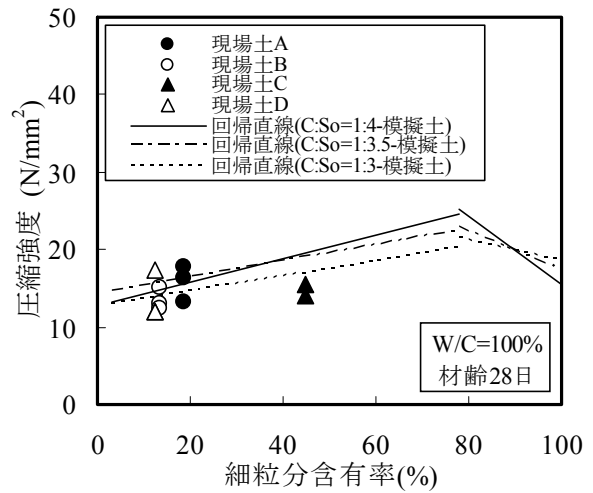 50
40
30
20
10
0
圧縮強度 (N/mm²)
現場土A
現場土B
現場土C
現場土D
回帰直線(C:So=1:4-模擬土)
回帰直線(C:So=1:3.5-模擬土)
回帰直線(C:So=1:3-模擬土)
W/C=100%
材齢28日
0 20 40 60 80 100
細粒分含有率(%)